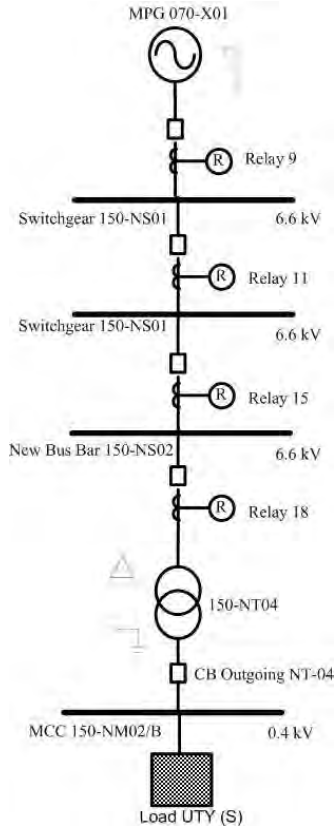 MPG 070-X01
R Relay 9
Switchgear 150-NS01 6.6 kV
R Relay 11
Switchgear 150-NS01 6.6 kV
R Relay 15
New Bus Bar 150-NS02 6.6 kV
R Relay 18
150-NT04
CB Outgoing NT-04
MCC 150-NM02/B 0.4 kV
Load UTY (S)